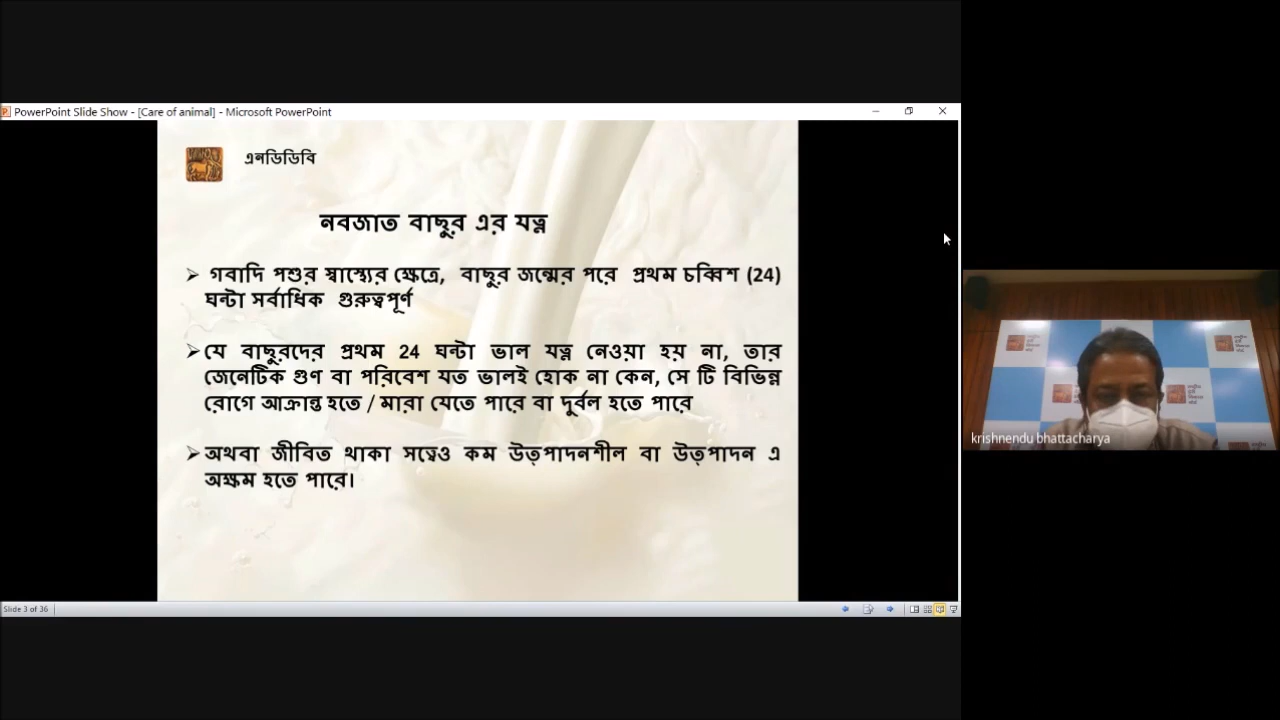 PowerPoint Slide Show - [Care of animal] - Microsoft PowerPoint
এনডিডিবি
নবজাত বাছুর এর যত্ন
➢ গবাদি পশুর স্বাস্থ্যের ক্ষেত্রে, বাছুর জন্মের পরে প্রথম চব্বিশ (24)
ঘন্টা সর্বাধিক গুরুত্বপূর্ণ
➢ যে বাছুরদের প্রথম 24 ঘন্টা ভাল যত্ন নেওয়া হয় না, তার
জেনেটিক গুণ বা পরিবেশ যত ভালই হোক না কেন, সে টি বিভিন্ন
রোগে আক্রান্ত হতে / মারা যেতে পারে বা দুর্বল হতে পারে
➢ অথবা জীবিত থাকা সত্ত্বেও কম উত্পাদনশীল বা উত্পাদন এ
অক্ষম হতে পারে।
Slide 3 of 36
krishnendu bhattacharya